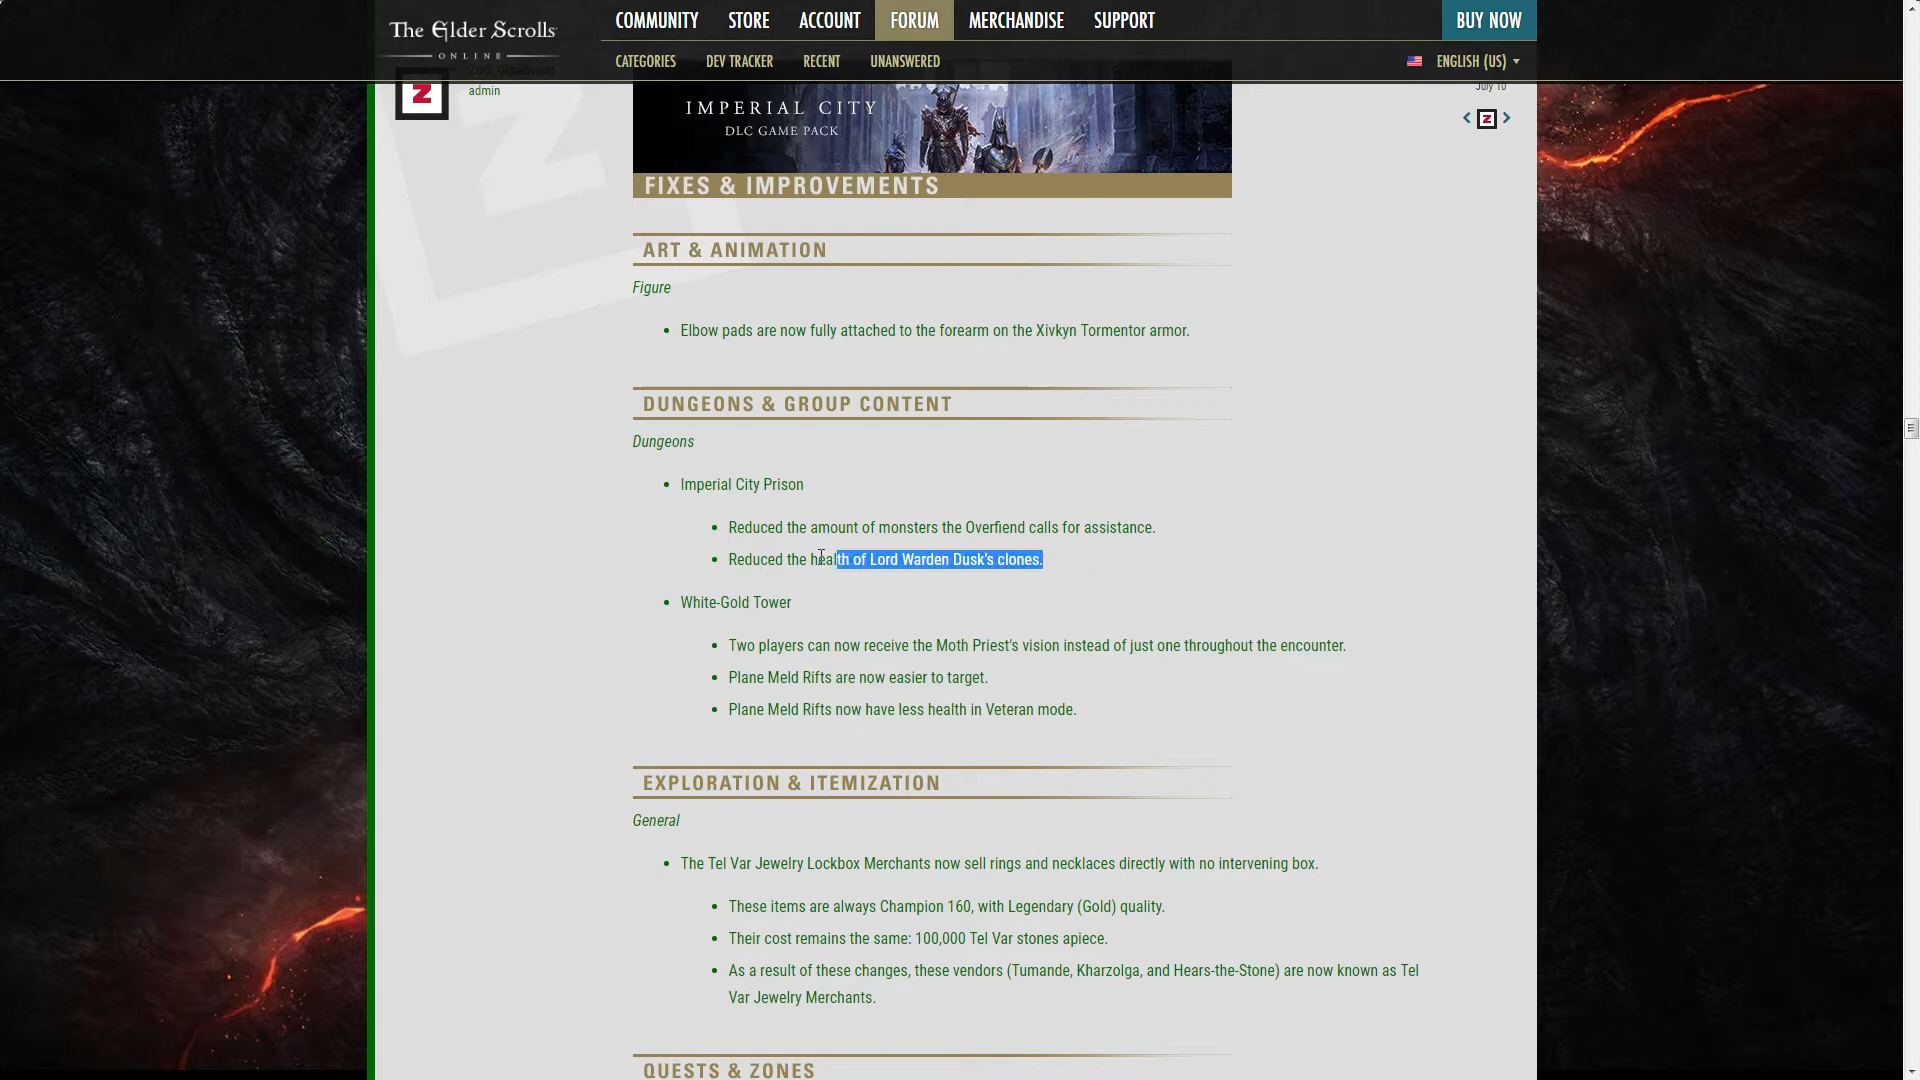 The Elder Scrolls
ONLINE
COMMUNITY STORE ACCOUNT FORUM MERCHANDISE SUPPORT BUY NOW
CATEGORIES DEV TRACKER RECENT UNANSWERED ENGLISH (US)
admin
July 10
IMPERIAL CITY
DLC GAME PACK
FIXES & IMPROVEMENTS
ART & ANIMATION
Figure
Elbow pads are now fully attached to the forearm on the Xivkyn Tormentor armor.
DUNGEONS & GROUP CONTENT
Dungeons
Imperial City Prison
Reduced the amount of monsters the Overfiend calls for assistance.
Reduced the health of Lord Warden Dusk's clones.
White-Gold Tower
Two players can now receive the Moth Priest's vision instead of just one throughout the encounter.
Plane Meld Rifts are now easier to target.
Plane Meld Rifts now have less health in Veteran mode.
EXPLORATION & ITEMIZATION
General
The Tel Var Jewelry Lockbox Merchants now sell rings and necklaces directly with no intervening box.
These items are always Champion 160, with Legendary (Gold) quality.
Their cost remains the same: 100,000 Tel Var stones apiece.
As a result of these changes, these vendors (Tumande, Kharzolga, and Hears-the-Stone) are now known as Tel
Var Jewelry Merchants.
QUESTS & ZONES